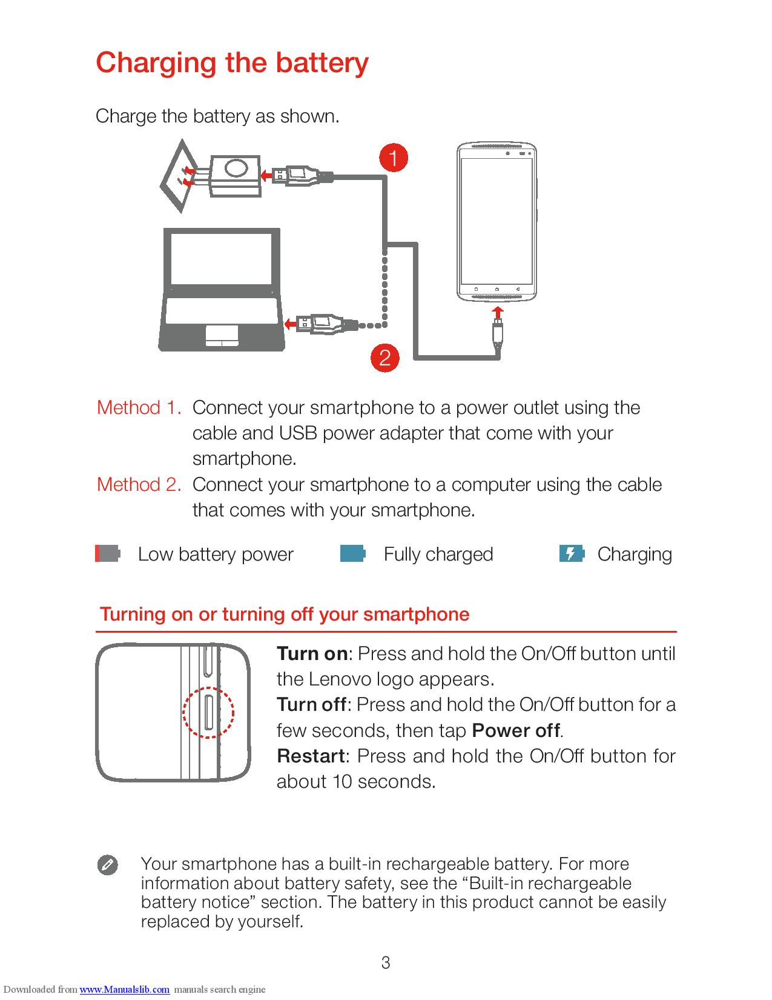 Charging the battery
Charge the battery as shown.
1
2
Method 1. Connect your smartphone to a power outlet using the
cable and USB power adapter that come with your
smartphone.
Method 2. Connect your smartphone to a computer using the cable
that comes with your smartphone.
Low battery power Fully charged Charging
Turning on or turning off your smartphone
Turn on: Press and hold the On/Off button until
the Lenovo logo appears.
Turn off: Press and hold the On/Off button for a
few seconds, then tap Power off.
Restart: Press and hold the On/Off button for
about 10 seconds.
Your smartphone has a built-in rechargeable battery. For more
information about battery safety, see the “Built-in rechargeable
battery notice” section. The battery in this product cannot be easily
replaced by yourself.
3
Downloaded from www.Manualslib.com manuals search engine